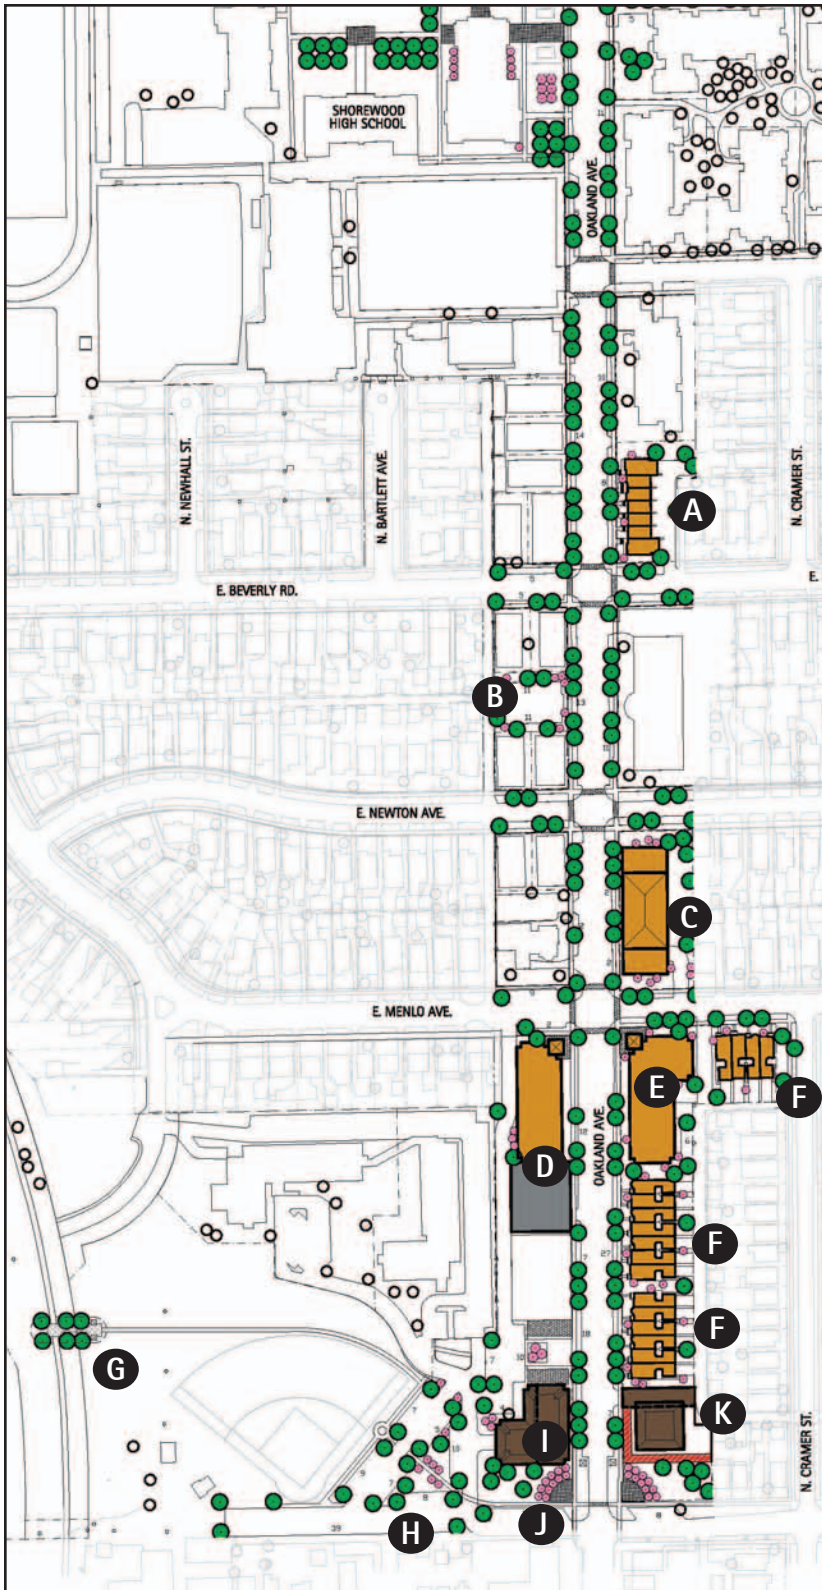 SHOREWOOD
HIGH SCHOOL
OAKLAND AVE.
N. NEWHALL ST.
N. BARTLETT AVE.
N. CRAMER ST.
A
E. BEVERLY RD.
E.
B
E. NEWTON AVE.
C
E. MENLO AVE.
E
F
D
OAKLAND AVE.
F
F
G
K
I
N. CRAMER ST.
J
H